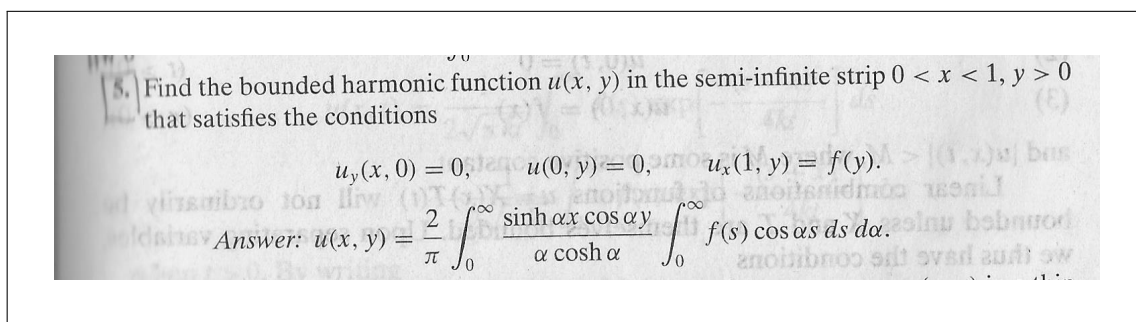 5. Find the bounded harmonic function u(x, y) in the semi-infinite strip 0 < x < 1, y > 0
that satisfies the conditions
u_y(x, 0) = 0, u(0, y) = 0, u_x(1, y) = f(y).
Answer: u(x, y) = \frac{2}{π} ∫_0^∞ \frac{sinh αx cos αy}{α cosh α} ∫_0^∞ f(s) cos αs ds dα.